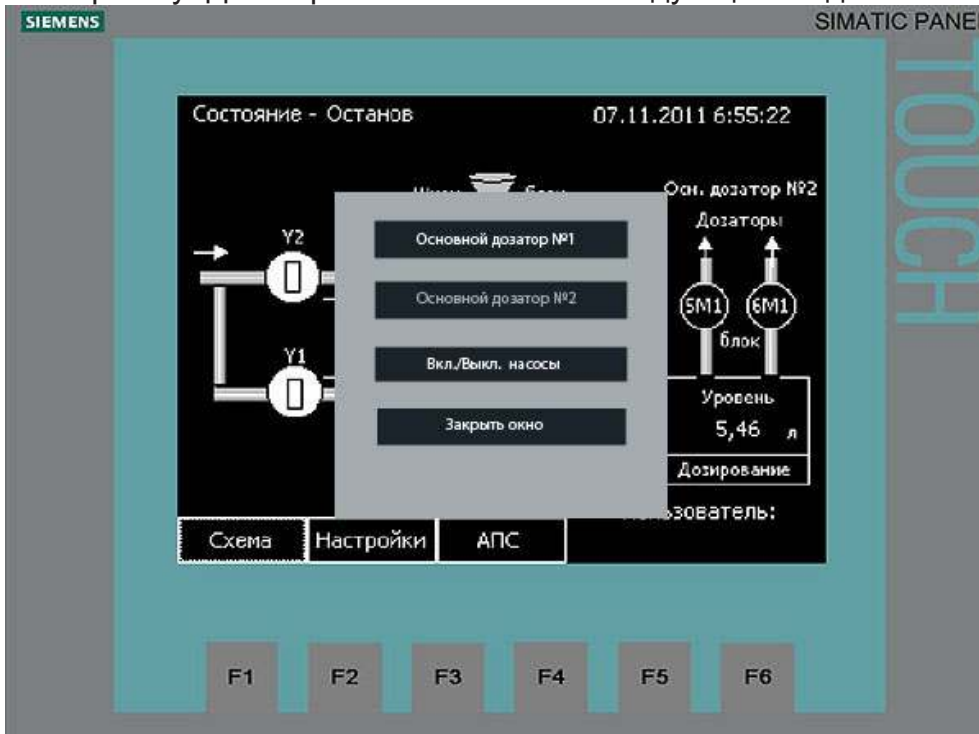 SIEMENS
SIMATIC PANE
TOUCH
Состояние - Останов
07.11.2011 6:55:22
Осн. дозатор №2
Дозаторы
Y2
Основной дозатор №1
Основной дозатор №2
5M1
6M1
блок
Y1
Вкл./Выкл. насосы
Уровень
5,46 л
Закрыть окно
Дозирование
зователь:
Схема
Настройки
АПС
F1
F2
F3
F4
F5
F6